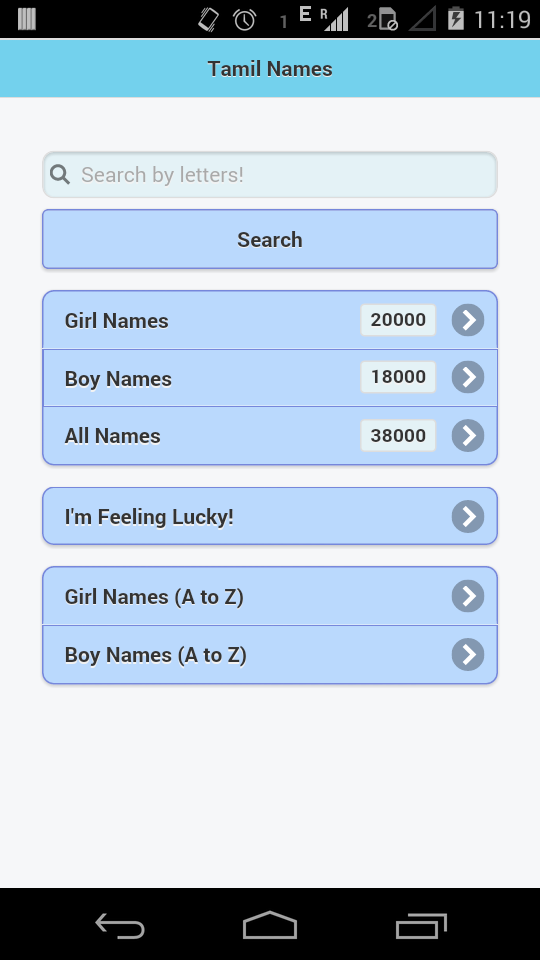 1 E R 2 11:19
Tamil Names
Search by letters!
Search
Girl Names 20000
Boy Names 18000
All Names 38000
I'm Feeling Lucky!
Girl Names (A to Z)
Boy Names (A to Z)